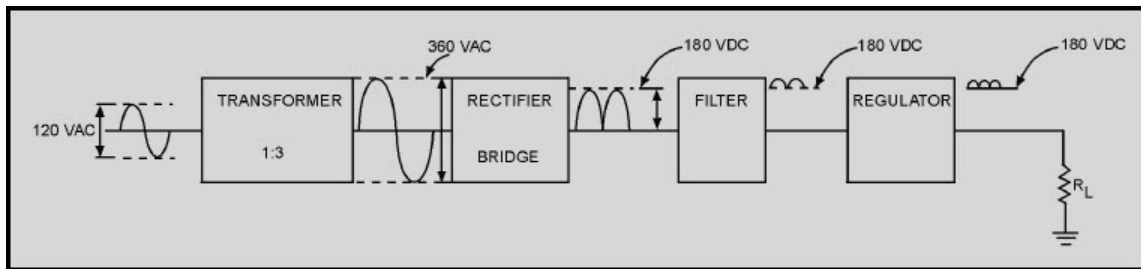 120 VAC
TRANSFORMER
1:3
360 VAC
RECTIFIER
BRIDGE
180 VDC
FILTER
180 VDC
REGULATOR
180 VDC
RL